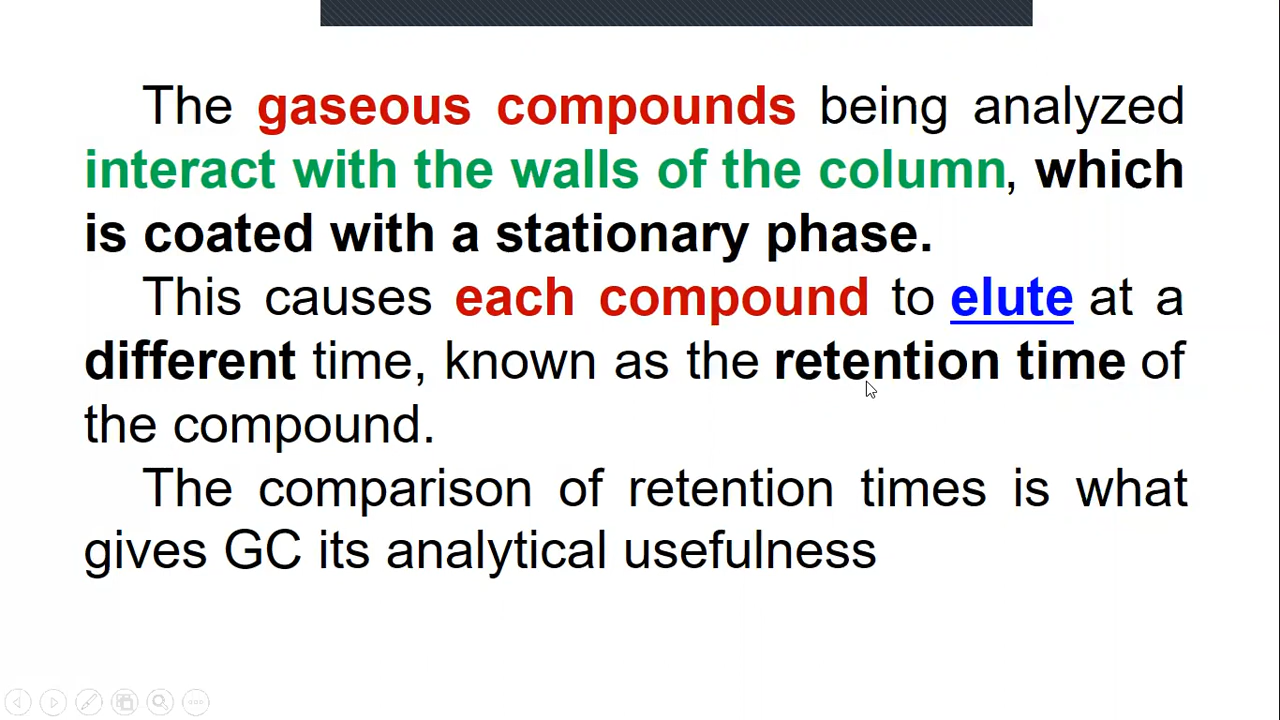 The gaseous compounds being analyzed
interact with the walls of the column, which
is coated with a stationary phase.
This causes each compound to elute at a
different time, known as the retention time of
the compound.
The comparison of retention times is what
gives GC its analytical usefulness